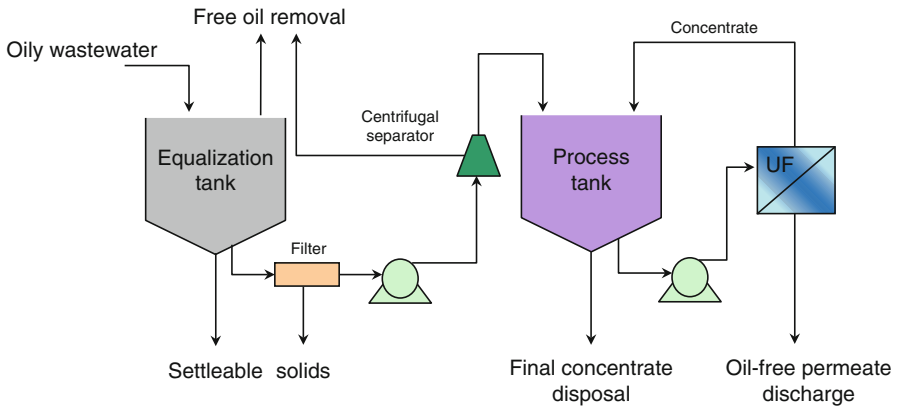 Free oil removal
Oily wastewater
Concentrate
Centrifugal
separator
Equalization
tank
Process
tank
UF
Filter
Settleable solids
Final concentrate
disposal
Oil-free permeate
discharge